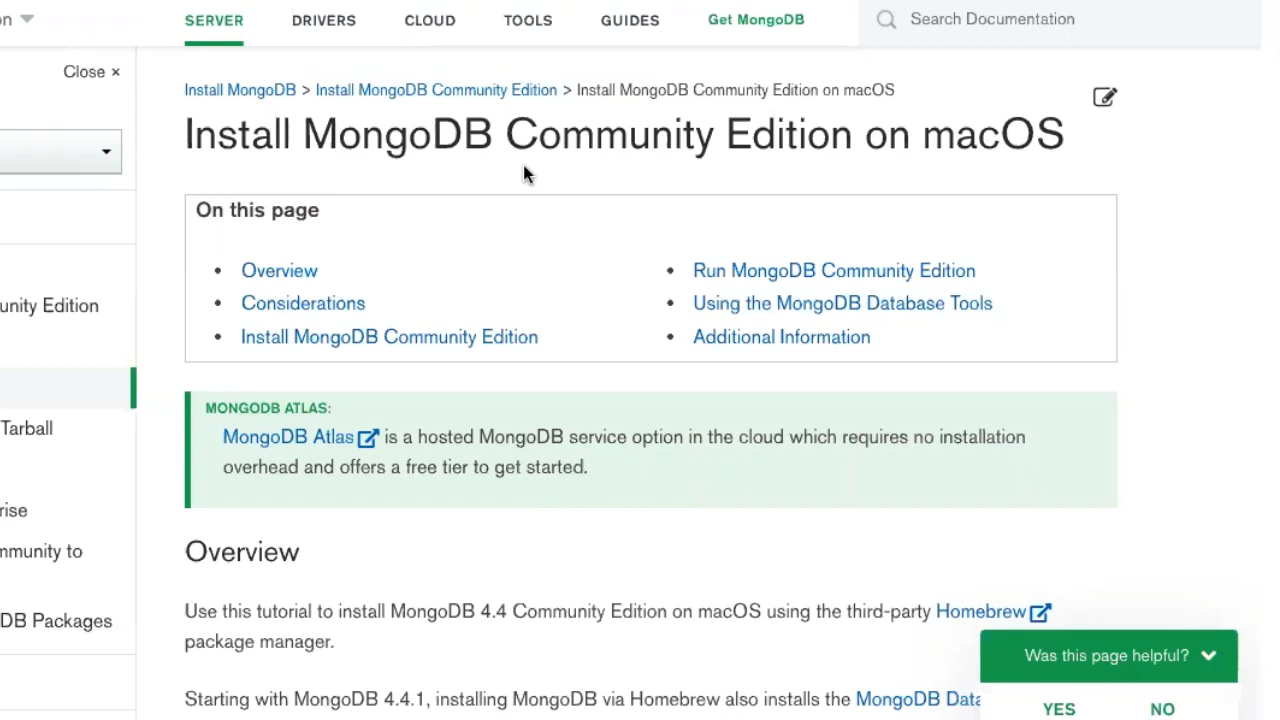 on
SERVER DRIVERS CLOUD TOOLS GUIDES Get MongoDB Search Documentation
Close ×
Install MongoDB > Install MongoDB Community Edition > Install MongoDB Community Edition on macOS
Install MongoDB Community Edition on macOS
On this page
• Overview
• Considerations
• Install MongoDB Community Edition
• Run MongoDB Community Edition
• Using the MongoDB Database Tools
• Additional Information
unity Edition
Tarball
rise
mmunity to
DB Packages
MONGODB ATLAS:
MongoDB Atlas is a hosted MongoDB service option in the cloud which requires no installation
overhead and offers a free tier to get started.
Overview
Use this tutorial to install MongoDB 4.4 Community Edition on macOS using the third-party Homebrew
package manager.
Starting with MongoDB 4.4.1, installing MongoDB via Homebrew also installs the MongoDB Data
Was this page helpful?
YES NO